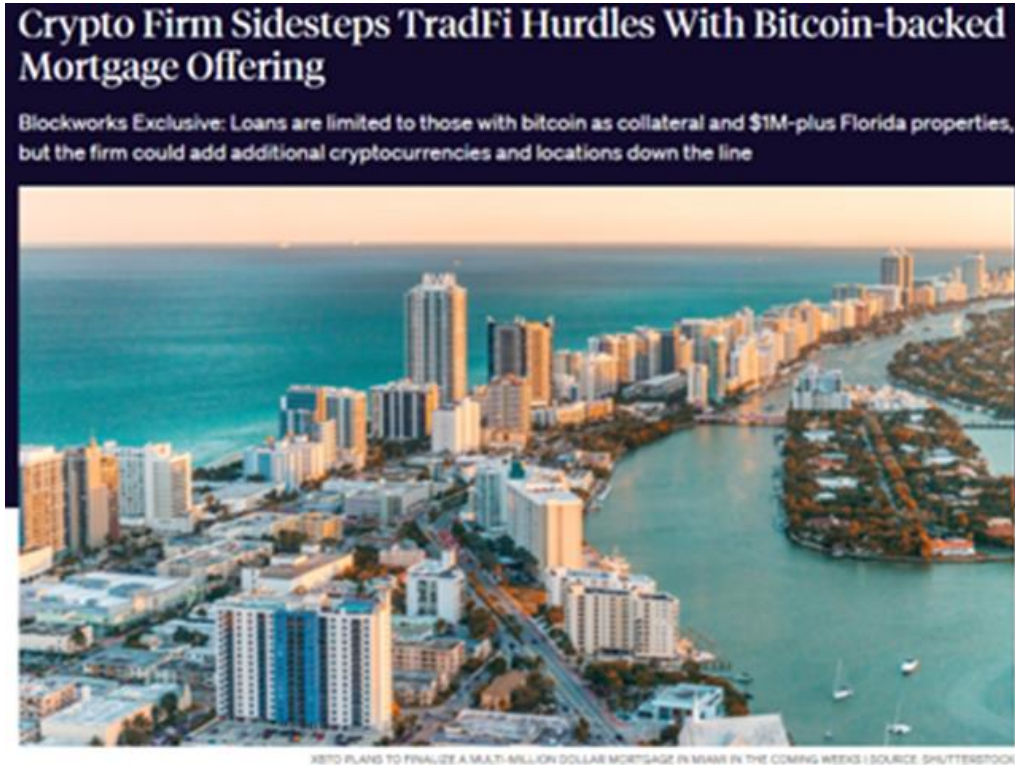 Crypto Firm Sidesteps TradFi Hurdles With Bitcoin-backed
Mortgage Offering
Blockworks Exclusive: Loans are limited to those with bitcoin as collateral and $1M-plus Florida properties,
but the firm could add additional cryptocurrencies and locations down the line
XBTO PLANS TO FINALIZE A MULTI-MILLION DOLLAR MORTGAGE IN MIAMI IN THE COMING WEEKS | SOURCE: SHUTTERSTOCK